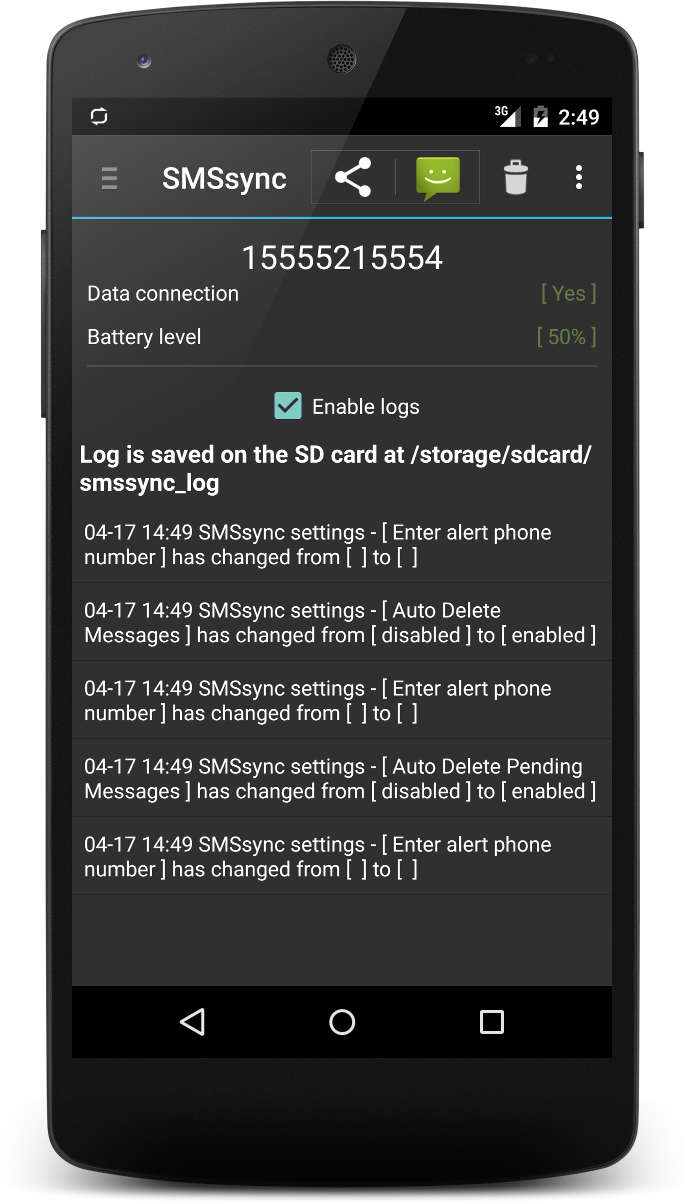 3G 2:49
SMSsync
15555215554
Data connection [ Yes ]
Battery level [ 50% ]
Enable logs
Log is saved on the SD card at /storage/sdcard/
smssync_log
04-17 14:49 SMSsync settings - [ Enter alert phone
number ] has changed from [  ] to [  ]
04-17 14:49 SMSsync settings - [ Auto Delete
Messages ] has changed from [ disabled ] to [ enabled ]
04-17 14:49 SMSsync settings - [ Enter alert phone
number ] has changed from [  ] to [  ]
04-17 14:49 SMSsync settings - [ Auto Delete Pending
Messages ] has changed from [ disabled ] to [ enabled ]
04-17 14:49 SMSsync settings - [ Enter alert phone
number ] has changed from [  ] to [  ]